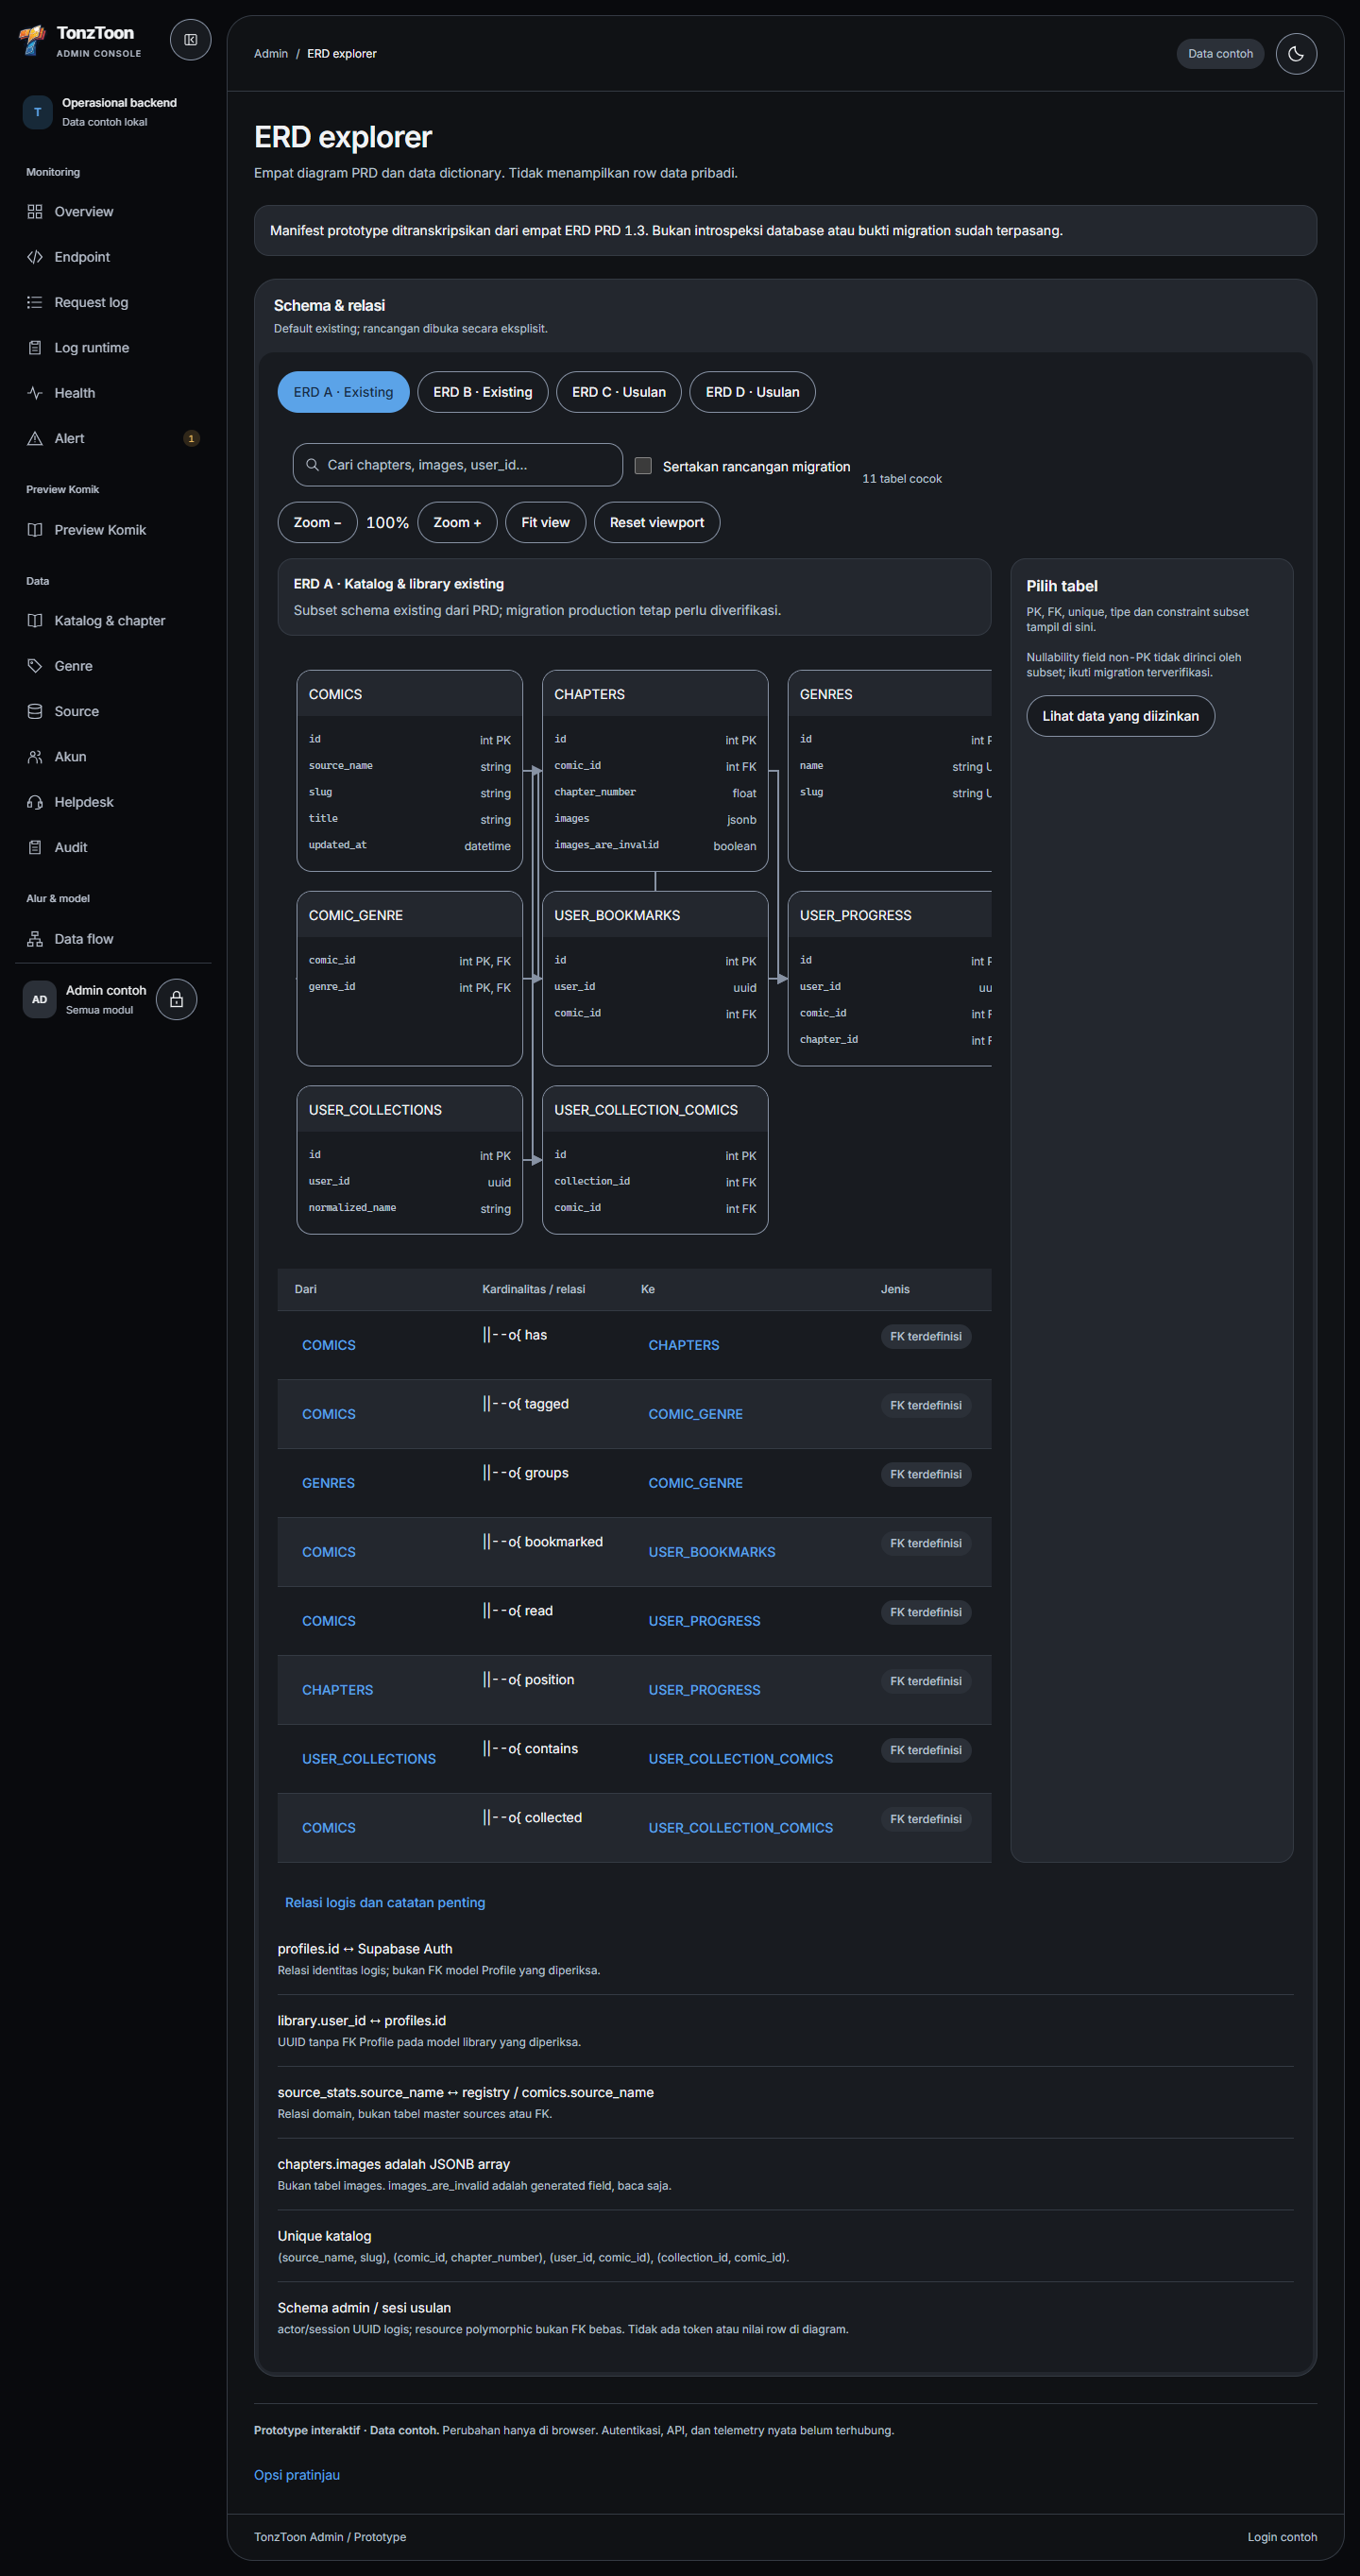 TonzToon
ADMIN CONSOLE
T
Operasional backend
Data contoh lokal
Monitoring
Overview
Endpoint
Request log
Log runtime
Health
Alert 1
Preview Komik
Preview Komik
Data
Katalog & chapter
Genre
Source
Akun
Helpdesk
Audit
Alur & model
Data flow
AD
Admin contoh
Semua modul
Admin / ERD explorer
Data contoh
ERD explorer
Empat diagram PRD dan data dictionary. Tidak menampilkan row data pribadi.
Manifest prototype ditranskripsikan dari empat ERD PRD 1.3. Bukan introspeksi database atau bukti migration sudah terpasang.
Schema & relasi
Default existing; rancangan dibuka secara eksplisit.
ERD A · Existing
ERD B · Existing
ERD C · Usulan
ERD D · Usulan
Cari chapters, images, user_id...
Sertakan rancangan migration
11 tabel cocok
Zoom −
100%
Zoom +
Fit view
Reset viewport
ERD A · Katalog & library existing
Subset schema existing dari PRD; migration production tetap perlu diverifikasi.
Pilih tabel
PK, FK, unique, tipe dan constraint subset
tampil di sini.
Nullability field non-PK tidak dirinci oleh
subset; ikuti migration terverifikasi.
Lihat data yang diizinkan
COMICS
id int PK
source_name string
slug string
title string
updated_at datetime
CHAPTERS
id int PK
comic_id int FK
chapter_number float
images jsonb
images_are_invalid boolean
GENRES
id int
name string
slug string
COMIC_GENRE
comic_id int PK, FK
genre_id int PK, FK
USER_BOOKMARKS
id int PK
user_id uuid
comic_id int FK
USER_PROGRESS
id int
user_id uu
comic_id int
chapter_id int
USER_COLLECTIONS
id int PK
user_id uuid
normalized_name string
USER_COLLECTION_COMICS
id int PK
collection_id int FK
comic_id int FK
Dari Kardinalitas / relasi Ke Jenis
COMICS ||--o{ has CHAPTERS FK terdefinisi
COMICS ||--o{ tagged COMIC_GENRE FK terdefinisi
GENRES ||--o{ groups COMIC_GENRE FK terdefinisi
COMICS ||--o{ bookmarked USER_BOOKMARKS FK terdefinisi
COMICS ||--o{ read USER_PROGRESS FK terdefinisi
CHAPTERS ||--o{ position USER_PROGRESS FK terdefinisi
USER_COLLECTIONS ||--o{ contains USER_COLLECTION_COMICS FK terdefinisi
COMICS ||--o{ collected USER_COLLECTION_COMICS FK terdefinisi
Relasi logis dan catatan penting
profiles.id ↔ Supabase Auth
Relasi identitas logis; bukan FK model Profile yang diperiksa.
library.user_id ↔ profiles.id
UUID tanpa FK Profile pada model library yang diperiksa.
source_stats.source_name ↔ registry / comics.source_name
Relasi domain, bukan tabel master sources atau FK.
chapters.images adalah JSONB array
Bukan tabel images. images_are_invalid adalah generated field, baca saja.
Unique katalog
(source_name, slug), (comic_id, chapter_number), (user_id, comic_id), (collection_id, comic_id).
Schema admin / sesi usulan
actor/session UUID logis; resource polymorphic bukan FK bebas. Tidak ada token atau nilai row di diagram.
Prototype interaktif · Data contoh. Perubahan hanya di browser. Autentikasi, API, dan telemetry nyata belum terhubung.
Opsi pratinjau
TonzToon Admin / Prototype
Login contoh